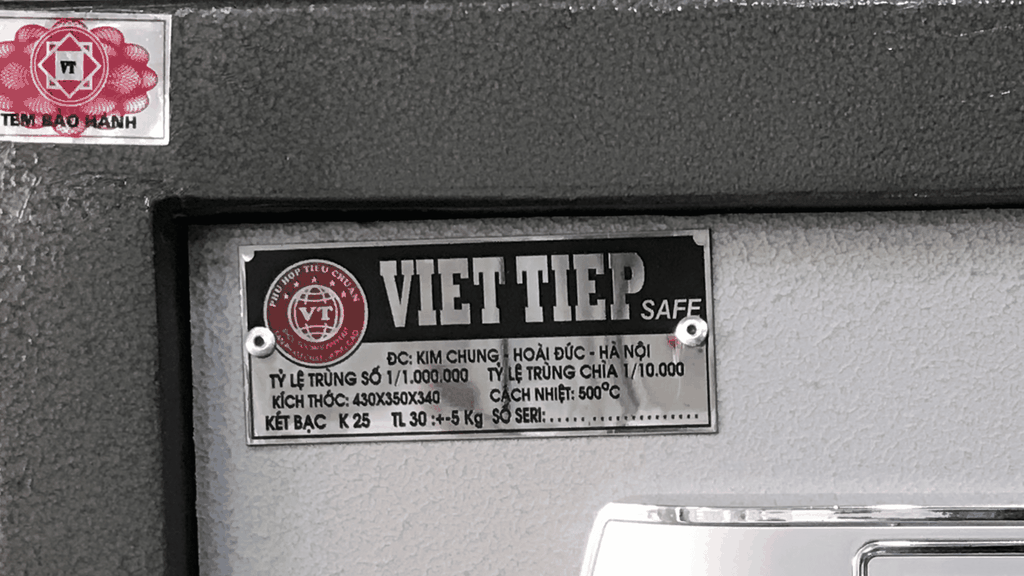 VT
TEM BẢO HÀNH
PHÙ HỢP TIÊU CHUẨN
VT
VIET TIEP
SAFE
ĐC: KIM CHUNG - HOÀI ĐỨC - HÀ NỘI
TỶ LỆ TRÙNG SỐ 1/1.000.000 TỶ LỆ TRÙNG CHÌA 1/10.000
KÍCH THỐC: 430X350X340 CÁCH NHIỆT: 500°C
KÉT BẠC K 25 TL 30 :+-5 Kg SỐ SERI:....................